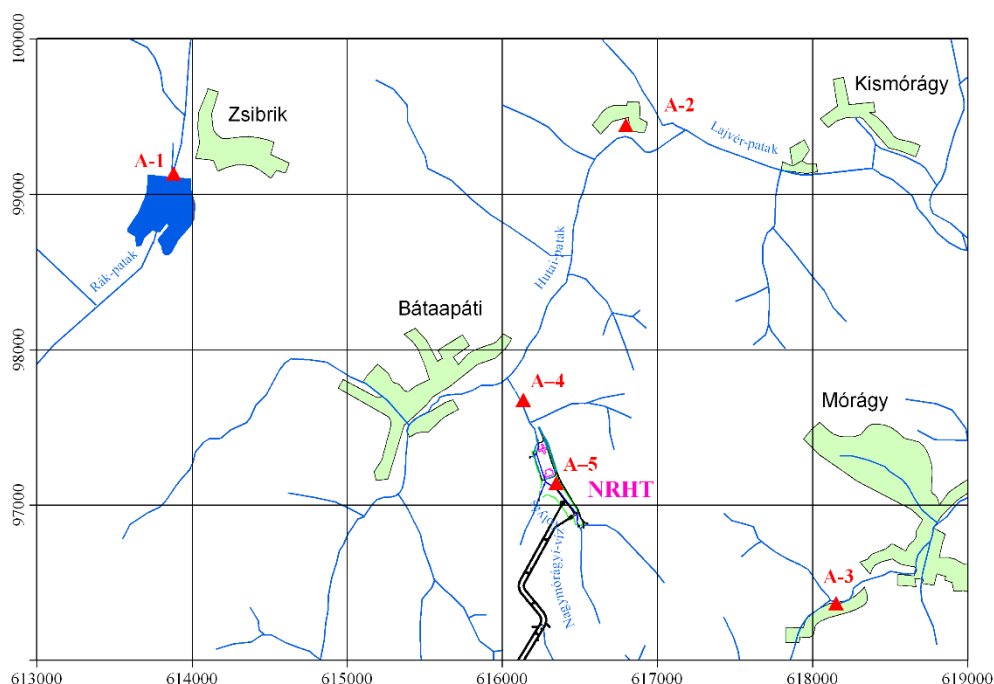 100000
Kismórágy
Zsibrik
A-2
Lajvér-patak
A-1
99000
Rák-patak
Hutai-patak
Bátaapáti
98000
A–4
Mórágy
A–5
NRHT
97000
Nagymórágyi-víz
A-3
613000
614000
615000
616000
617000
618000
619000